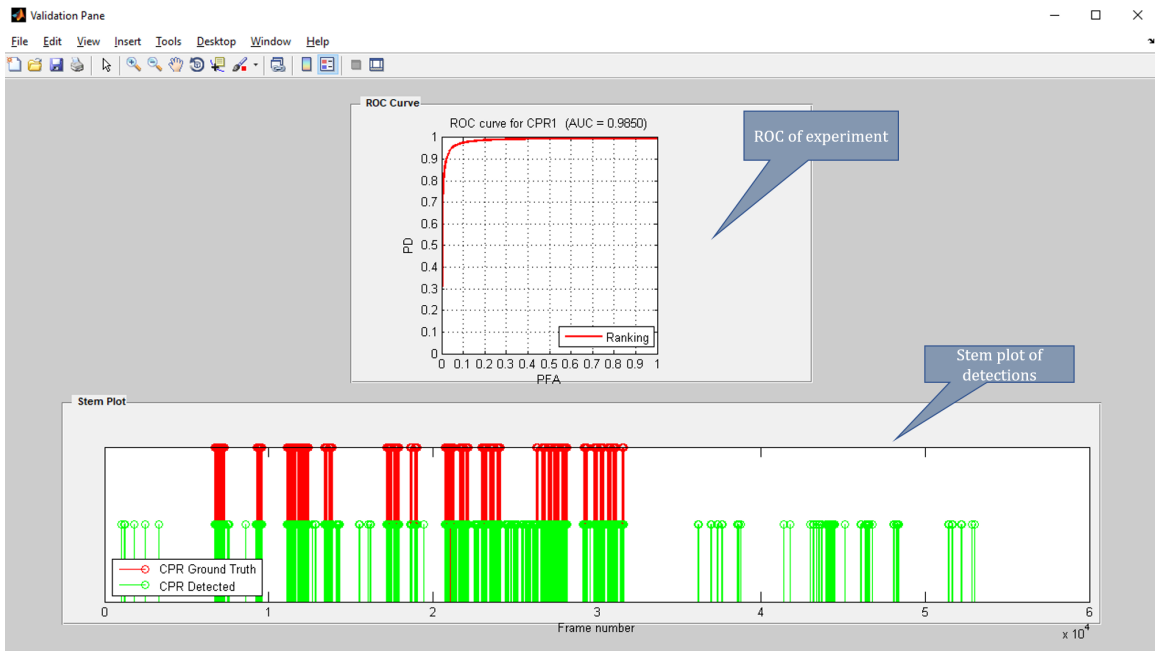 Validation Pane
File Edit View Insert Tools Desktop Window Help
ROC Curve
ROC curve for CPR1 (AUC = 0.9850)
1
0.9
0.8
0.7
0.6
0.5
0.4
0.3
0.2
0.1
0
PD
Ranking
0 0.1 0.2 0.3 0.4 0.5 0.6 0.7 0.8 0.9 1
PFA
ROC of experiment
Stem plot of
detections
Stem Plot
CPR Ground Truth
CPR Detected
0 1 2 3 4 5 6
Frame number
x 10^4